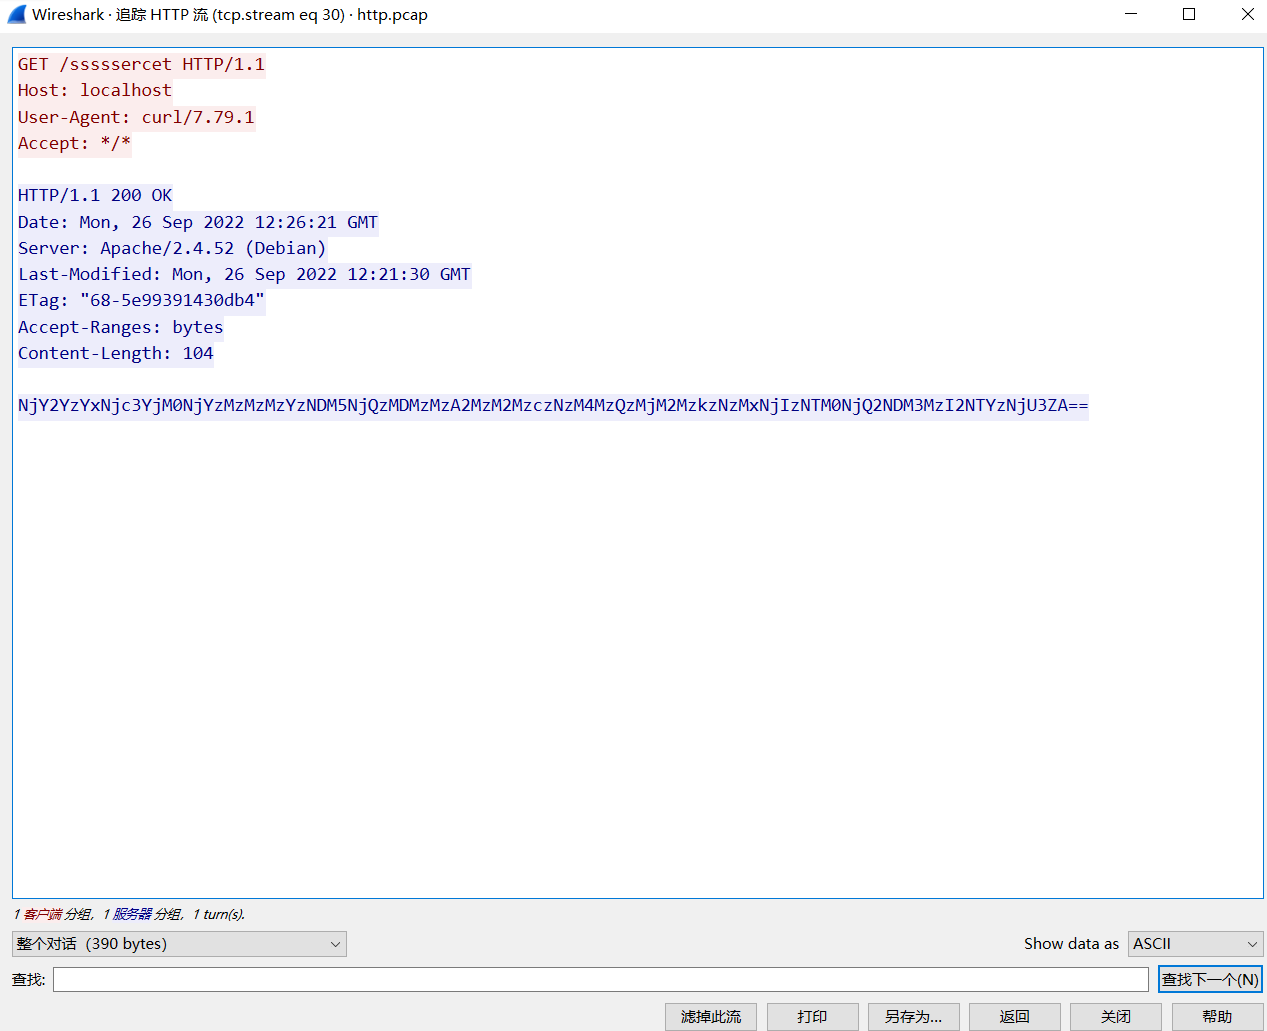 Wireshark · 追踪 HTTP 流 (tcp.stream eq 30) · http.pcap
GET /sssssercet HTTP/1.1
Host: localhost
User-Agent: curl/7.79.1
Accept: */*
HTTP/1.1 200 OK
Date: Mon, 26 Sep 2022 12:26:21 GMT
Server: Apache/2.4.52 (Debian)
Last-Modified: Mon, 26 Sep 2022 12:21:30 GMT
ETag: "68-5e99391430db4"
Accept-Ranges: bytes
Content-Length: 104
NjY2YzYxNjc3YjM0NjYzMzMzMzYzNDM5NjQzMDMzMzA2MzM2MzczNzM4MzQzMjM2MzkzNzMxNjIzNTM0NjQ2NDM3MzI2NTYzNjU3ZA==
1 客户端 分组，1 服务器 分组，1 turn(s).
整个对话（390 bytes）
Show data as ASCII
查找:
查找下一个(N)
滤掉此流 打印 另存为... 返回 关闭 帮助